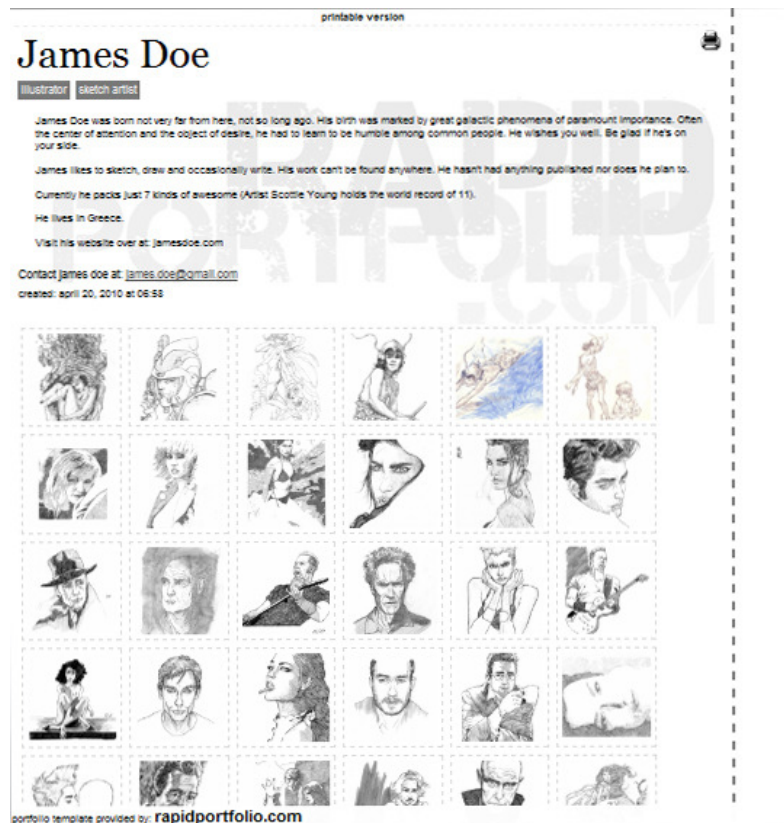 printable version
James Doe
illustrator sketch artist
James Doe was born not very far from here, not so long ago. His birth was marked by great galactic phenomena of paramount importance. Often
the center of attention and the object of desire, he had to learn to be humble among common people. He wishes you well. Be glad if he's on
your side.
James likes to sketch, draw and occasionally write. His work can't be found anywhere. He hasn't had anything published nor does he plan to.
Currently he packs just 7 kinds of awesome (Artist Scottie Young holds the world record of 11).
He lives in Greece.
Visit his website over at: jamesdoe.com
RAPID
PORTFOLIO
.COM
Contact james doe at: james.doe@gmail.com
created: april 20, 2010 at 06:58
portfolio template provided by: rapidportfolio.com